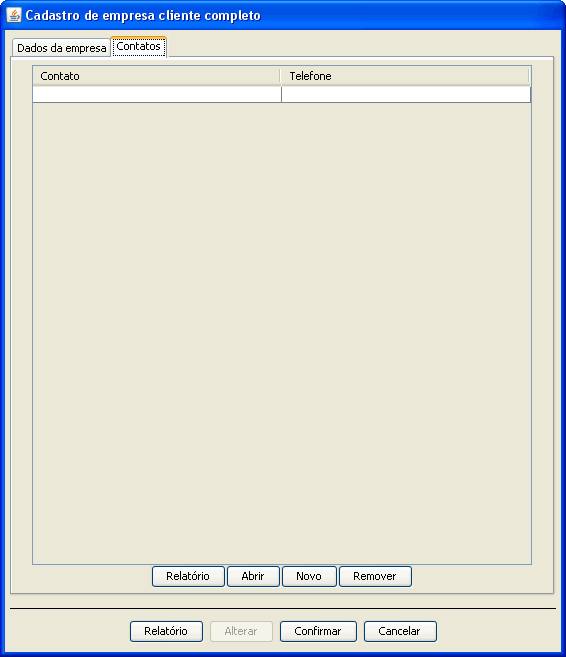 Cadastro de empresa cliente completo
Dados da empresa Contatos
Contato Telefone
Relatório Abrir Novo Remover
Relatório Alterar Confirmar Cancelar